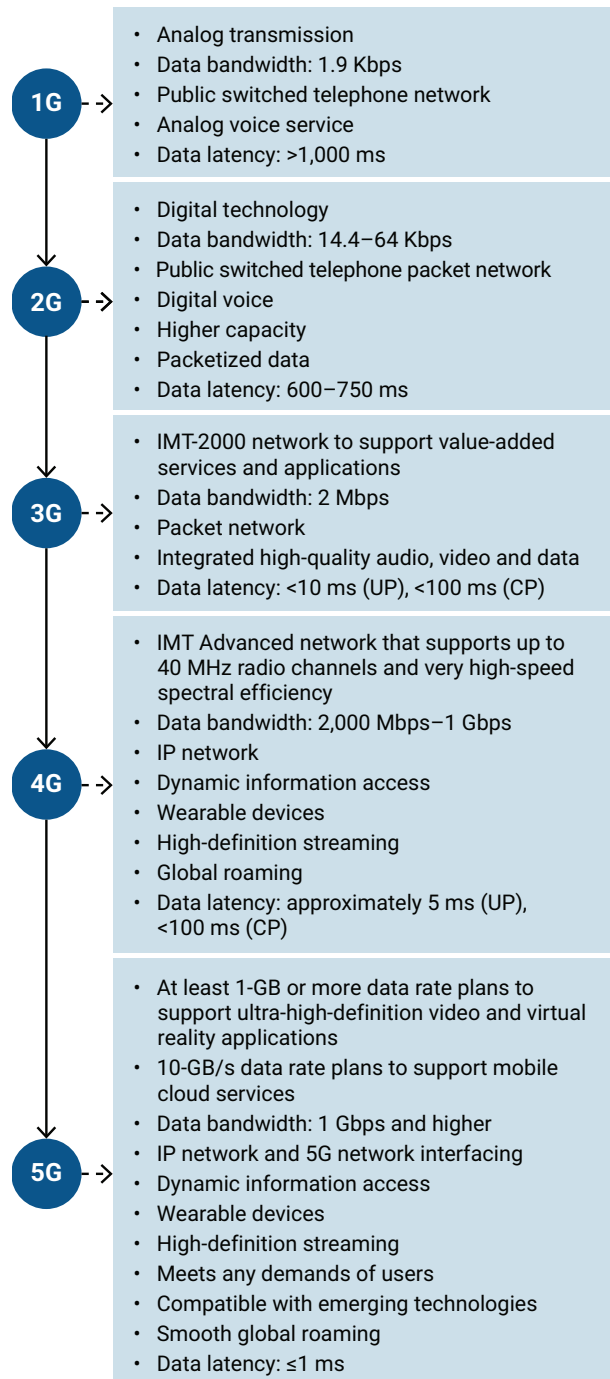 1G
• Analog transmission
• Data bandwidth: 1.9 Kbps
• Public switched telephone network
• Analog voice service
• Data latency: >1,000 ms
2G
• Digital technology
• Data bandwidth: 14.4–64 Kbps
• Public switched telephone packet network
• Digital voice
• Higher capacity
• Packetized data
• Data latency: 600–750 ms
3G
• IMT-2000 network to support value-added
services and applications
• Data bandwidth: 2 Mbps
• Packet network
• Integrated high-quality audio, video and data
• Data latency: <10 ms (UP), <100 ms (CP)
4G
• IMT Advanced network that supports up to
40 MHz radio channels and very high-speed
spectral efficiency
• Data bandwidth: 2,000 Mbps–1 Gbps
• IP network
• Dynamic information access
• Wearable devices
• High-definition streaming
• Global roaming
• Data latency: approximately 5 ms (UP),
<100 ms (CP)
5G
• At least 1-GB or more data rate plans to
support ultra-high-definition video and virtual
reality applications
• 10-GB/s data rate plans to support mobile
cloud services
• Data bandwidth: 1 Gbps and higher
• IP network and 5G network interfacing
• Dynamic information access
• Wearable devices
• High-definition streaming
• Meets any demands of users
• Compatible with emerging technologies
• Smooth global roaming
• Data latency: ≤1 ms